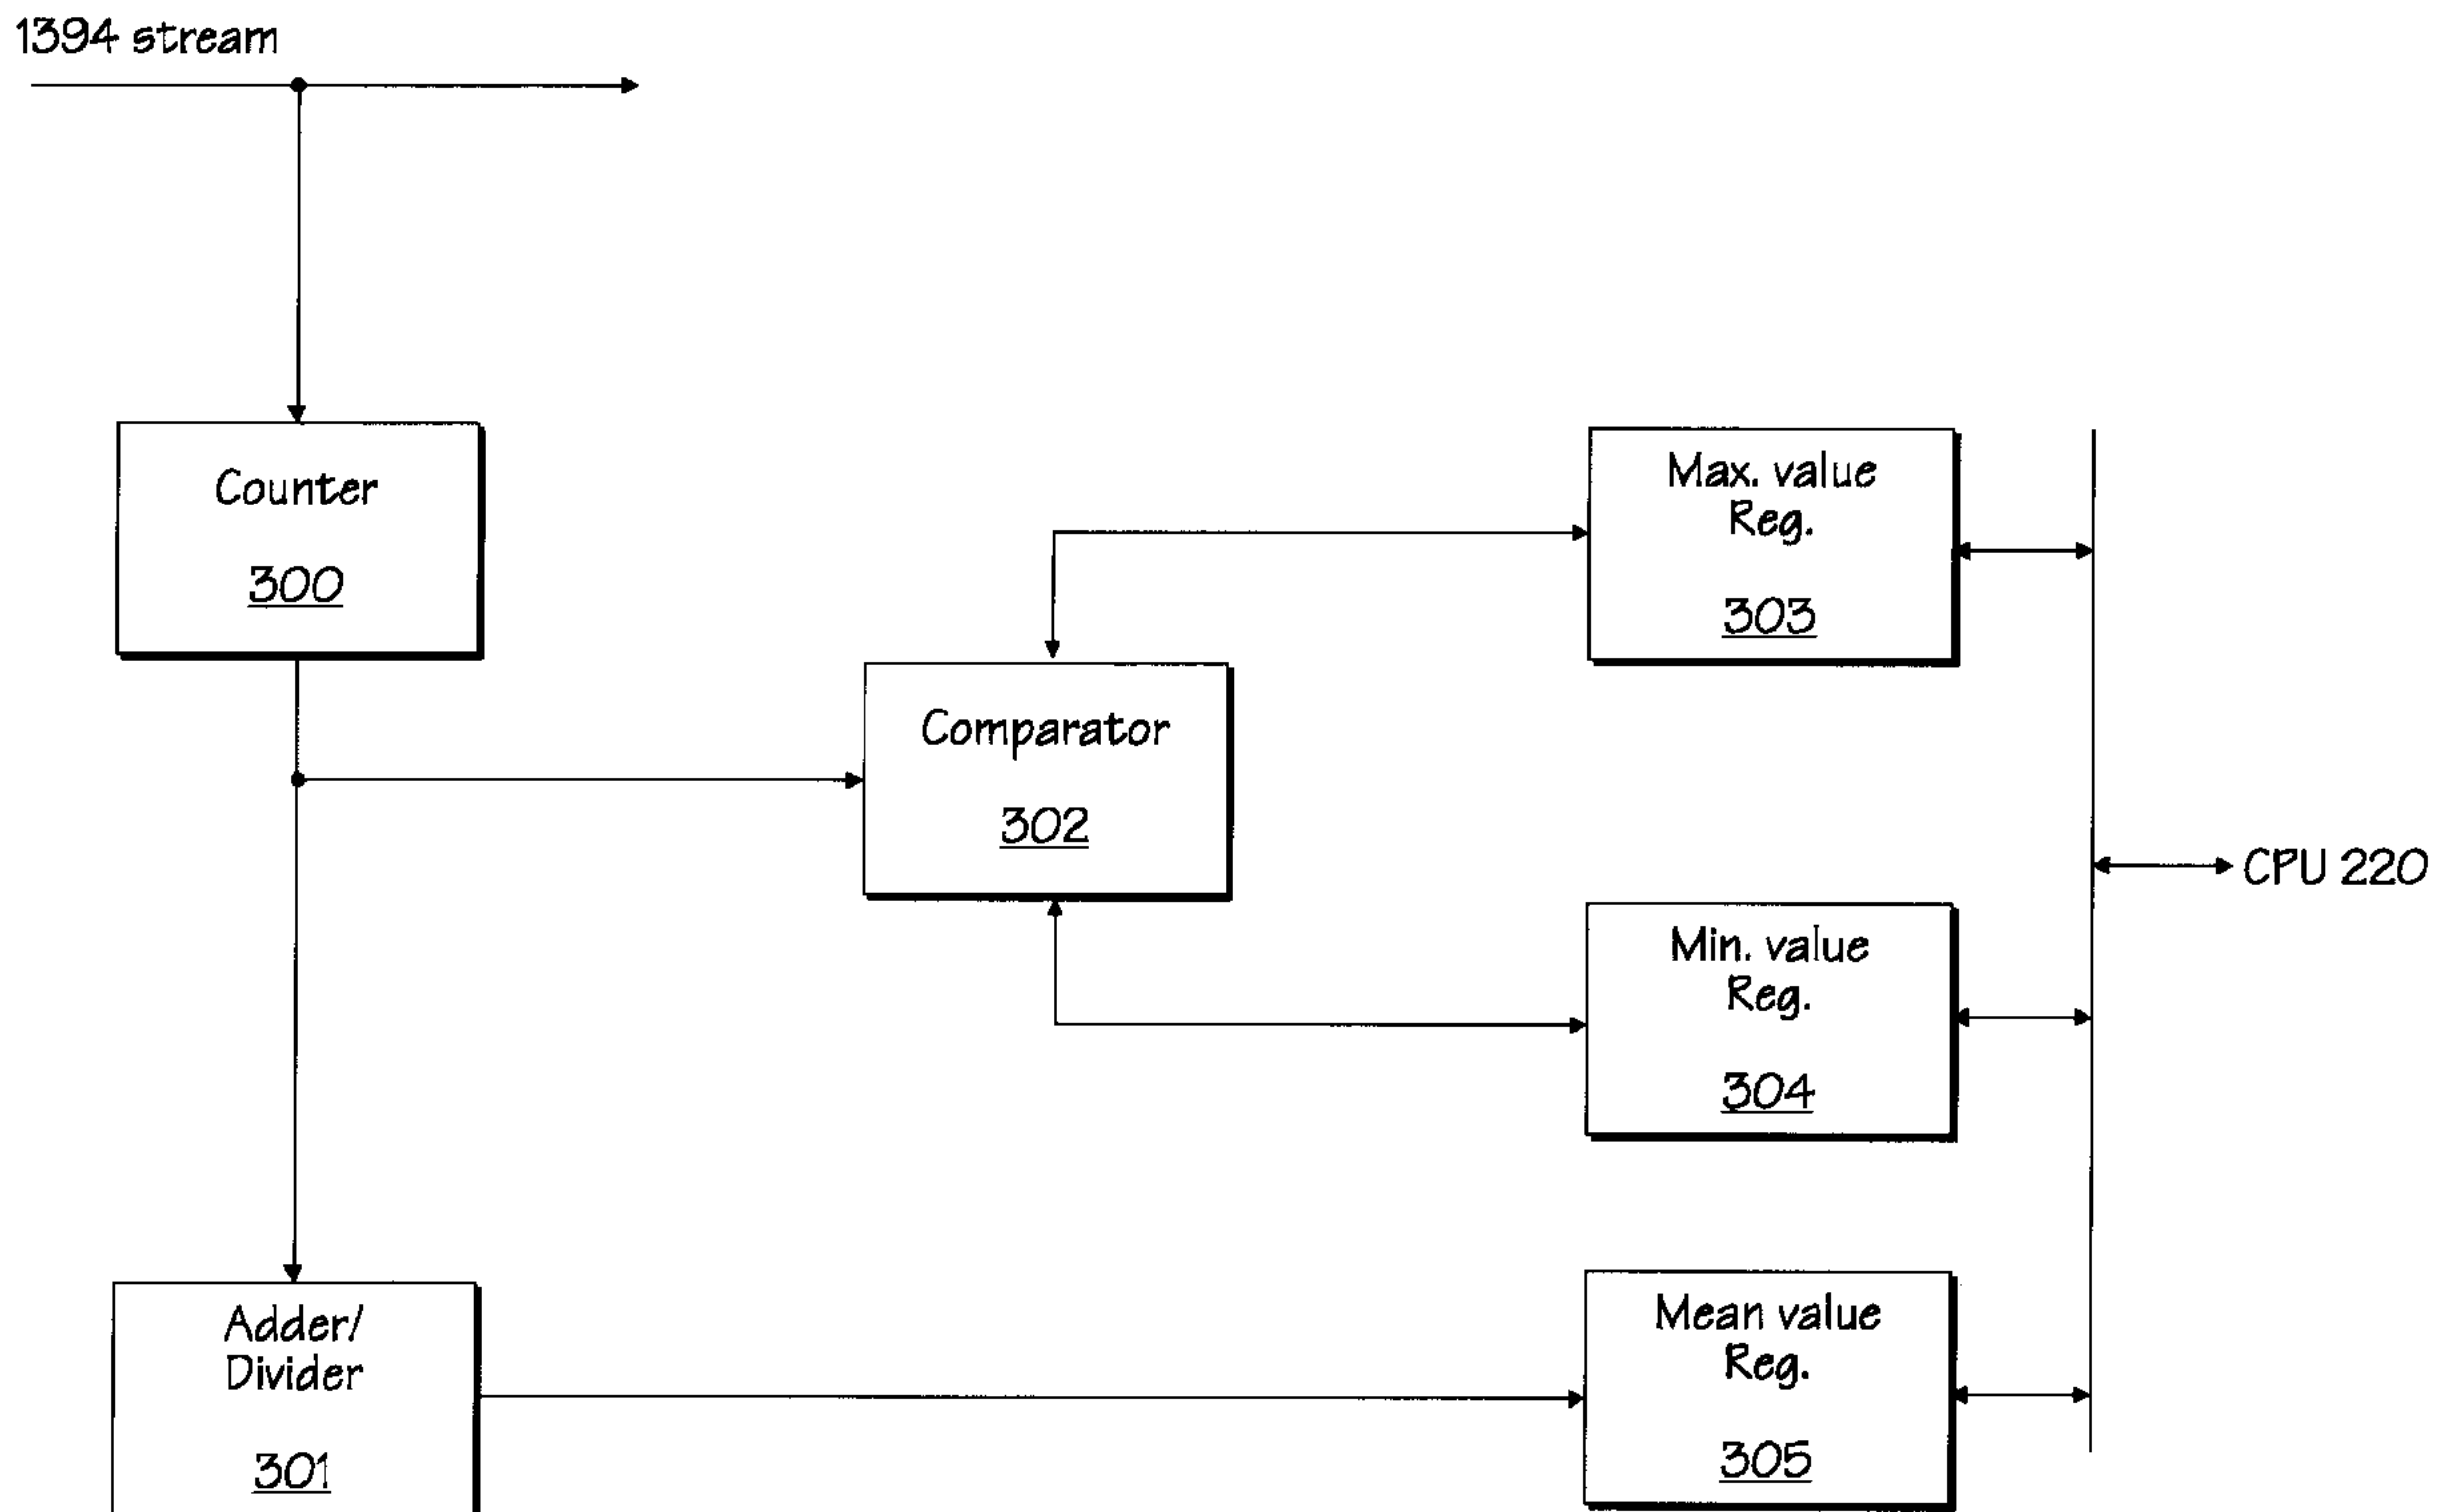 1394 stream
Counter
300
Max. value
Reg.
303
Comparator
302
CPU 220
Min. value
Reg.
304
Adder/
Divider
301
Mean value
Reg.
305